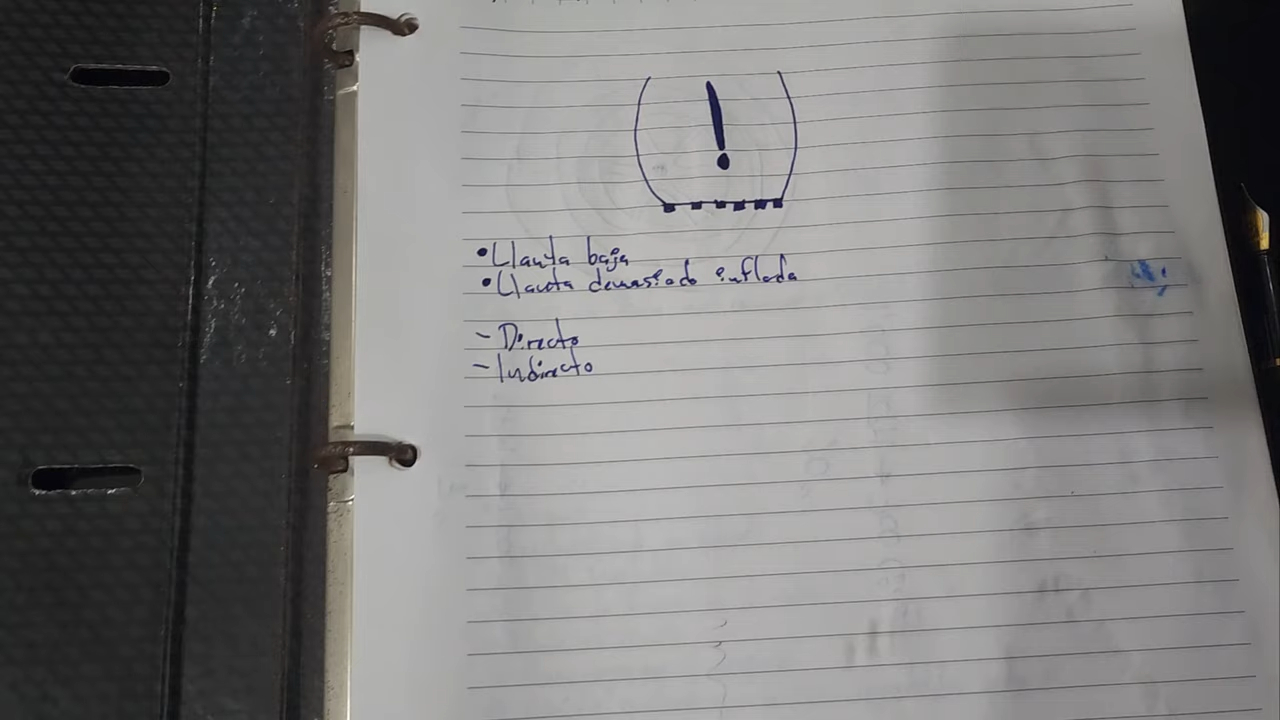 !
• Llanta baja
• Llanta demasiado inflada
- Directo
- Indirecto